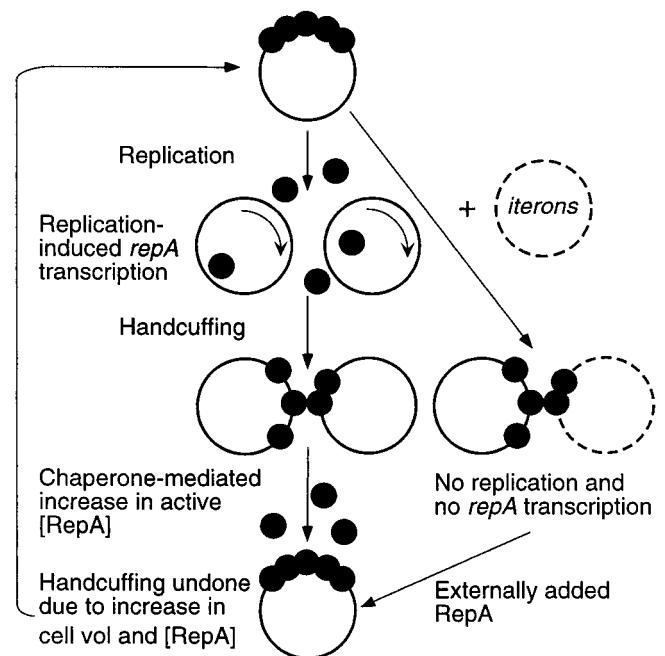 Replication
+
iterons
Replication-
induced repA
transcription
Handcuffing
Chaperone-mediated
increase in active
[RepA]
No replication and
no repA transcription
Handcuffing undone
due to increase in
cell vol and [RepA]
Externally added
RepA